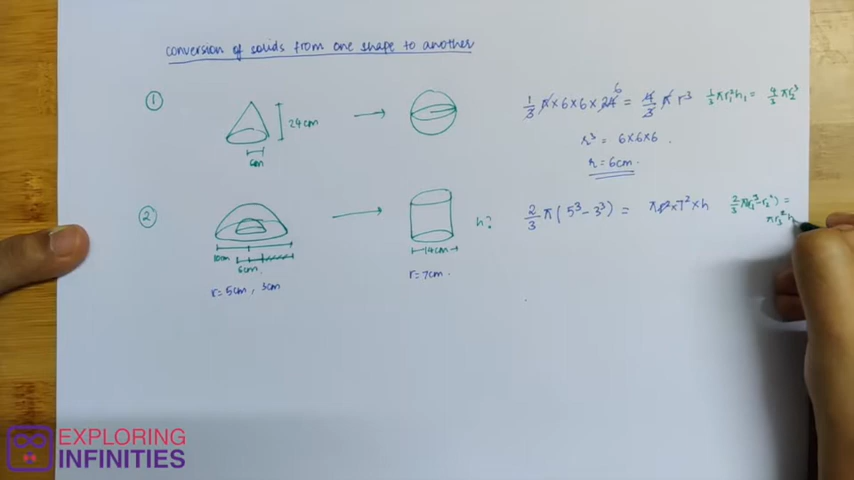 conversion of solids from one shape to another
①
24cm
6cm
1/3 π × 6 × 6 × 24 6 = 4/3 π r³
r³ = 6×6×6
r = 6cm
1/3 πr₁²h₁ = 4/3 πr₂³
②
10cm
6cm
r = 5cm, 3cm
14cm
r = 7cm.
h?
2/3 π ( 5³ – 3³ ) = π × 7² × h
2/3 π(r₁³ – r₂³) =
πr₃²h
EXPLORING
INFINITIES